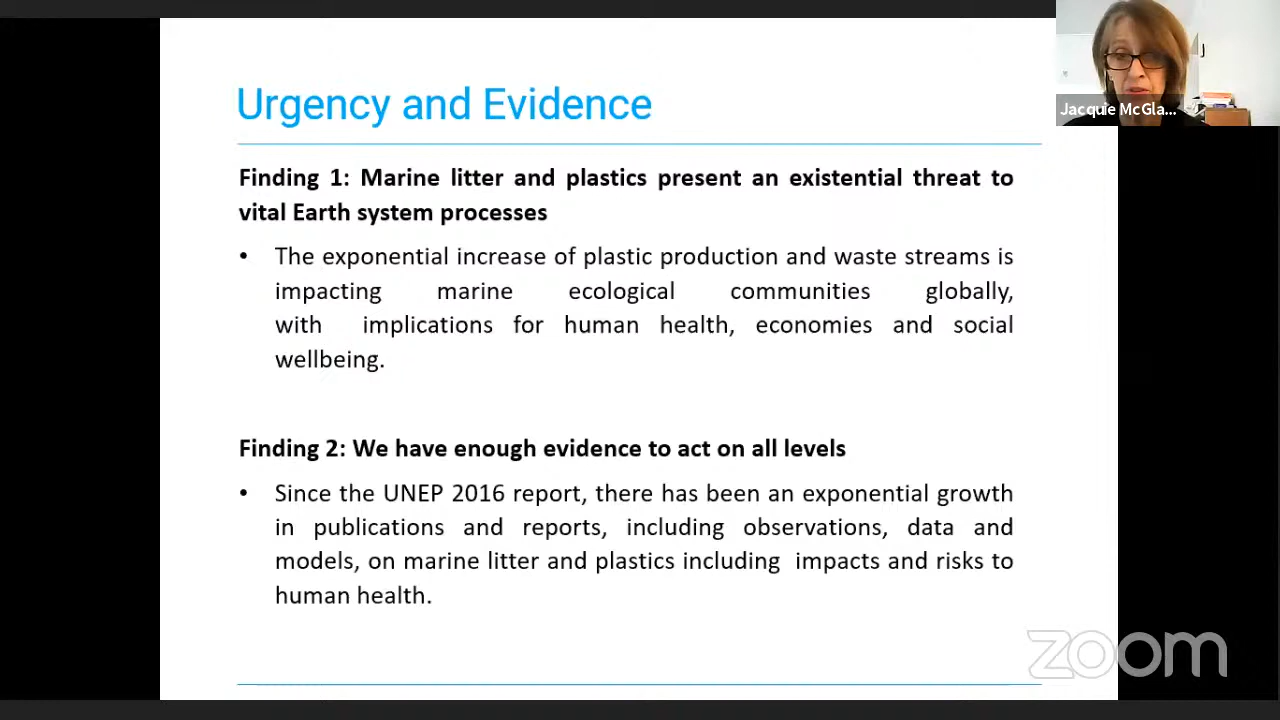 Urgency and Evidence
Jacquie McGla...
Finding 1: Marine litter and plastics present an existential threat to
vital Earth system processes
• The exponential increase of plastic production and waste streams is
impacting marine ecological communities globally,
with implications for human health, economies and social
wellbeing.
Finding 2: We have enough evidence to act on all levels
• Since the UNEP 2016 report, there has been an exponential growth
in publications and reports, including observations, data and
models, on marine litter and plastics including impacts and risks to
human health.
zoom